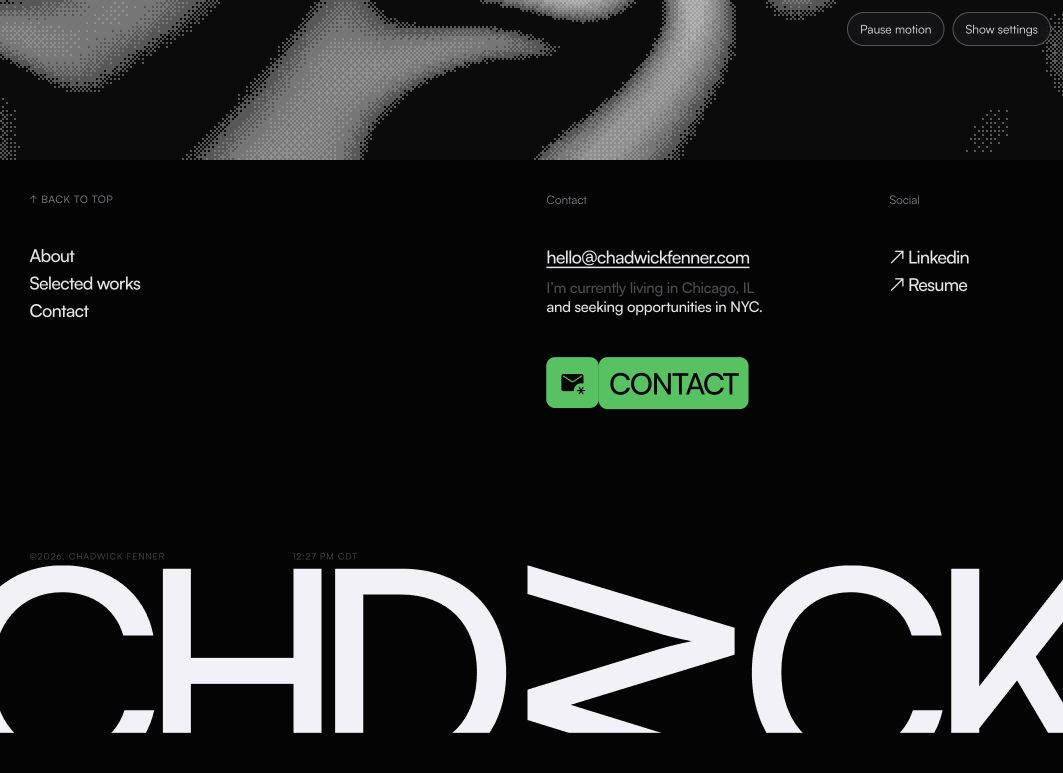 Pause motion
Show settings
↑ BACK TO TOP
About
Selected works
Contact
Contact
hello@chadwickfenner.com
I'm currently living in Chicago, IL
and seeking opportunities in NYC.
CONTACT
Social
↗ Linkedin
↗ Resume
©2026. CHADWICK FENNER
12:27 PM CDT
CHDWCK